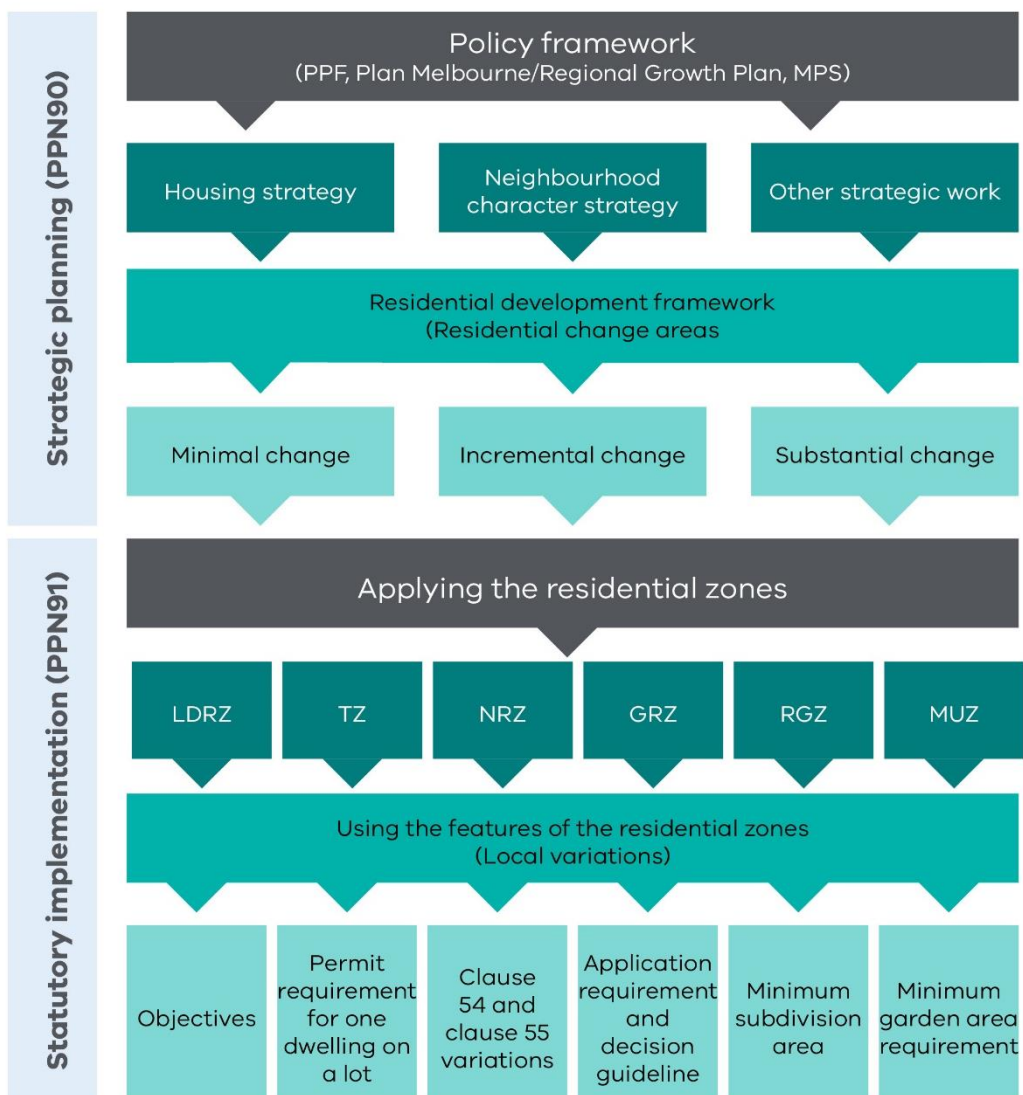 Strategic planning (PPN90)
Policy framework
(PPF, Plan Melbourne/Regional Growth Plan, MPS)
Housing strategy
Neighbourhood
character strategy
Other strategic work
Residential development framework
(Residential change areas
Minimal change
Incremental change
Substantial change
Statutory implementation (PPN91)
Applying the residential zones
LDRZ
TZ
NRZ
GRZ
RGZ
MUZ
Using the features of the residential zones
(Local variations)
Objectives
Permit
requirement
for one
dwelling on
a lot
Clause
54 and
clause 55
variations
Application
requirement
and
decision
guideline
Minimum
subdivision
area
Minimum
garden area
requirement